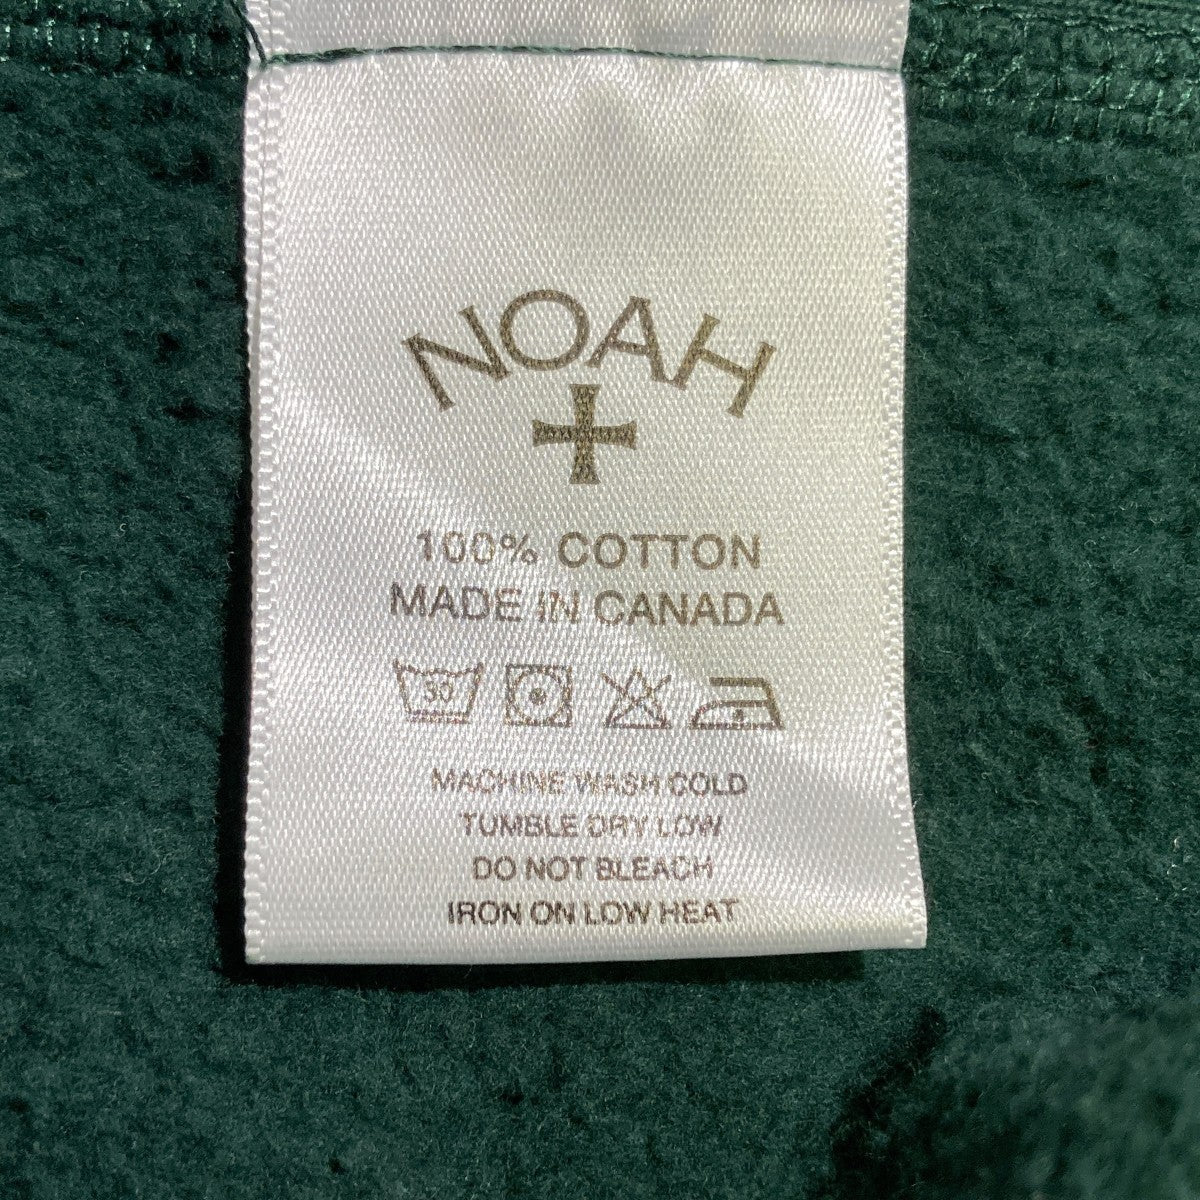 NOAH
100% COTTON
MADE IN CANADA
30
MACHINE WASH COLD
TUMBLE DRY LOW
DO NOT BLEACH
IRON ON LOW HEAT